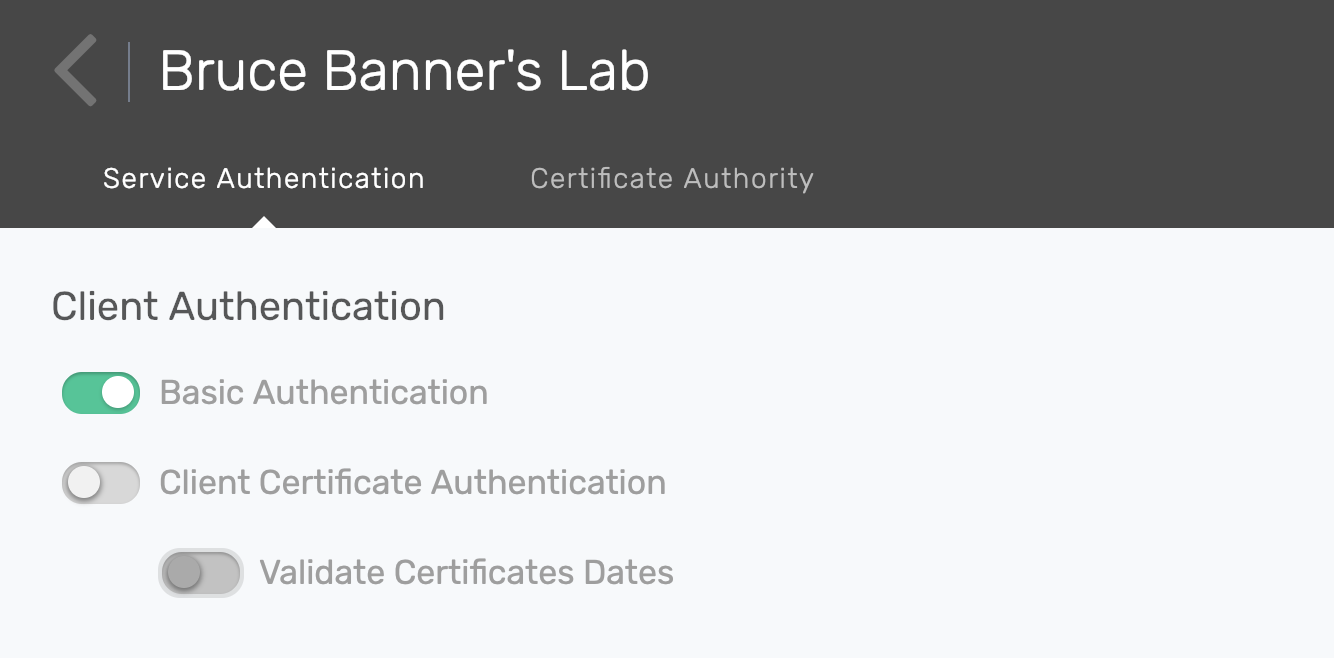 Bruce Banner's Lab
Service Authentication Certificate Authority
Client Authentication
Basic Authentication
Client Certificate Authentication
Validate Certificates Dates